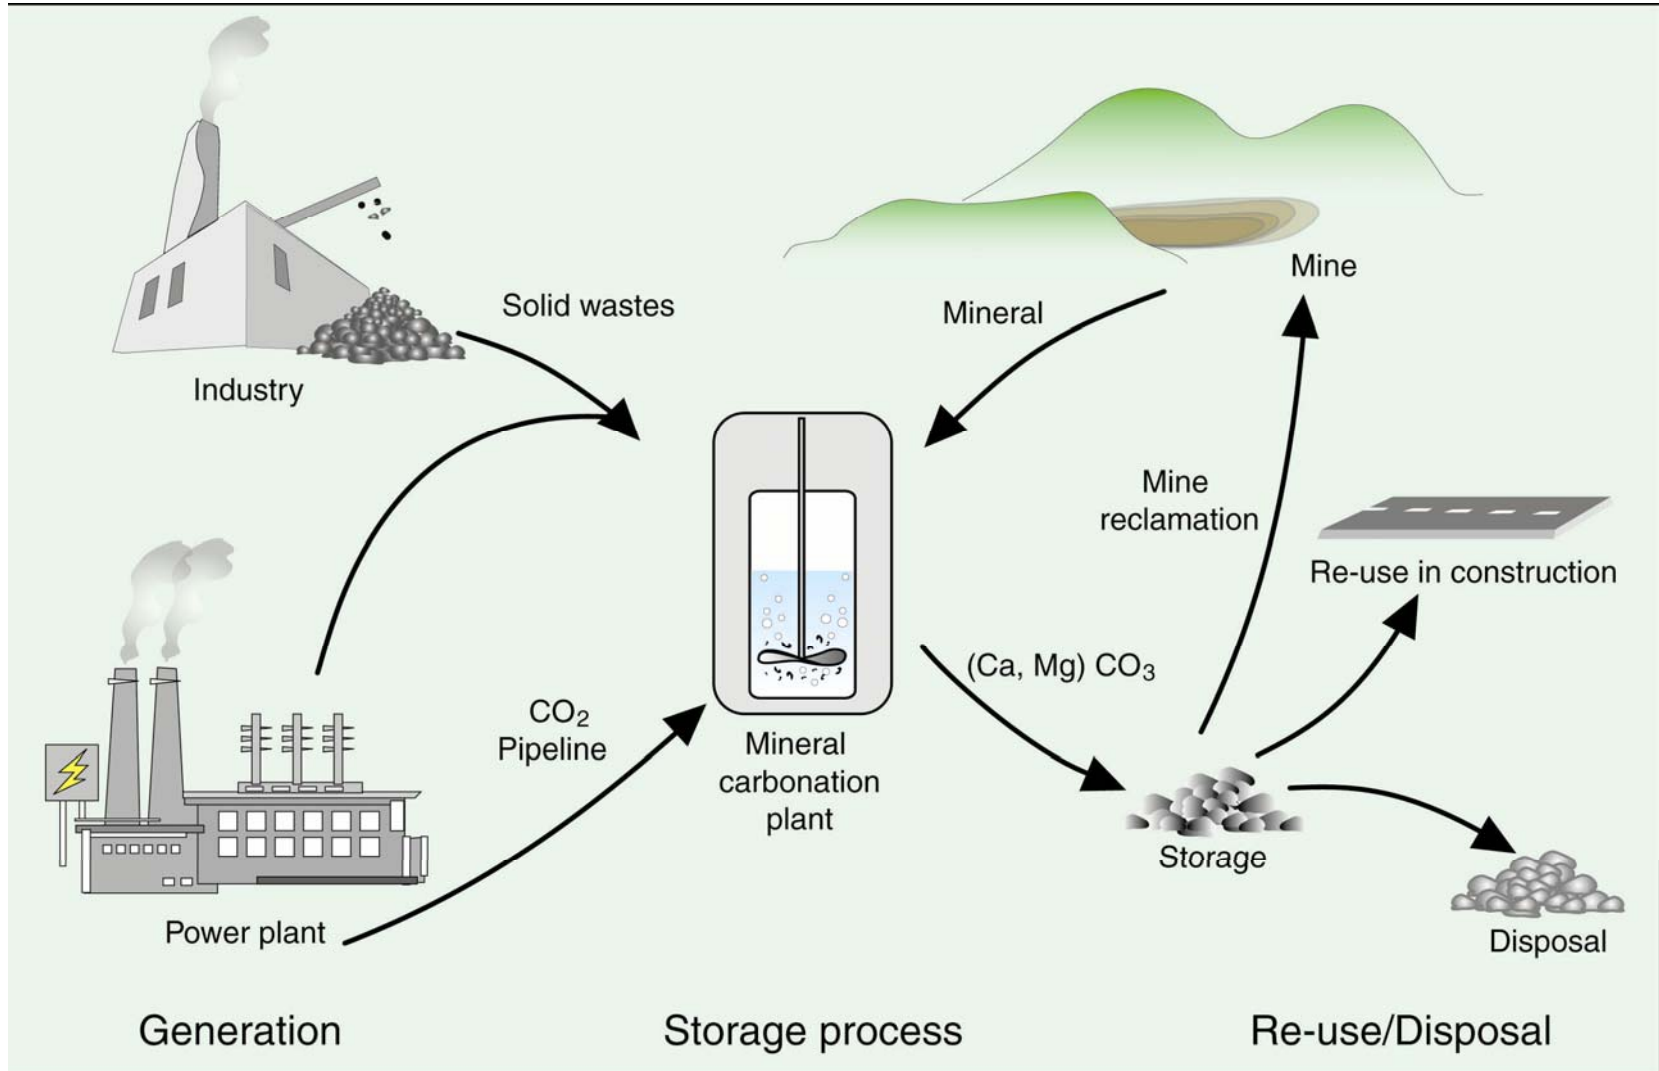 Solid wastes
Industry
Mine
Mineral
Mine
reclamation
Re-use in construction
(Ca, Mg) CO₃
CO₂
Pipeline
Mineral
carbonation
plant
Storage
Power plant
Disposal
Generation
Storage process
Re-use/Disposal